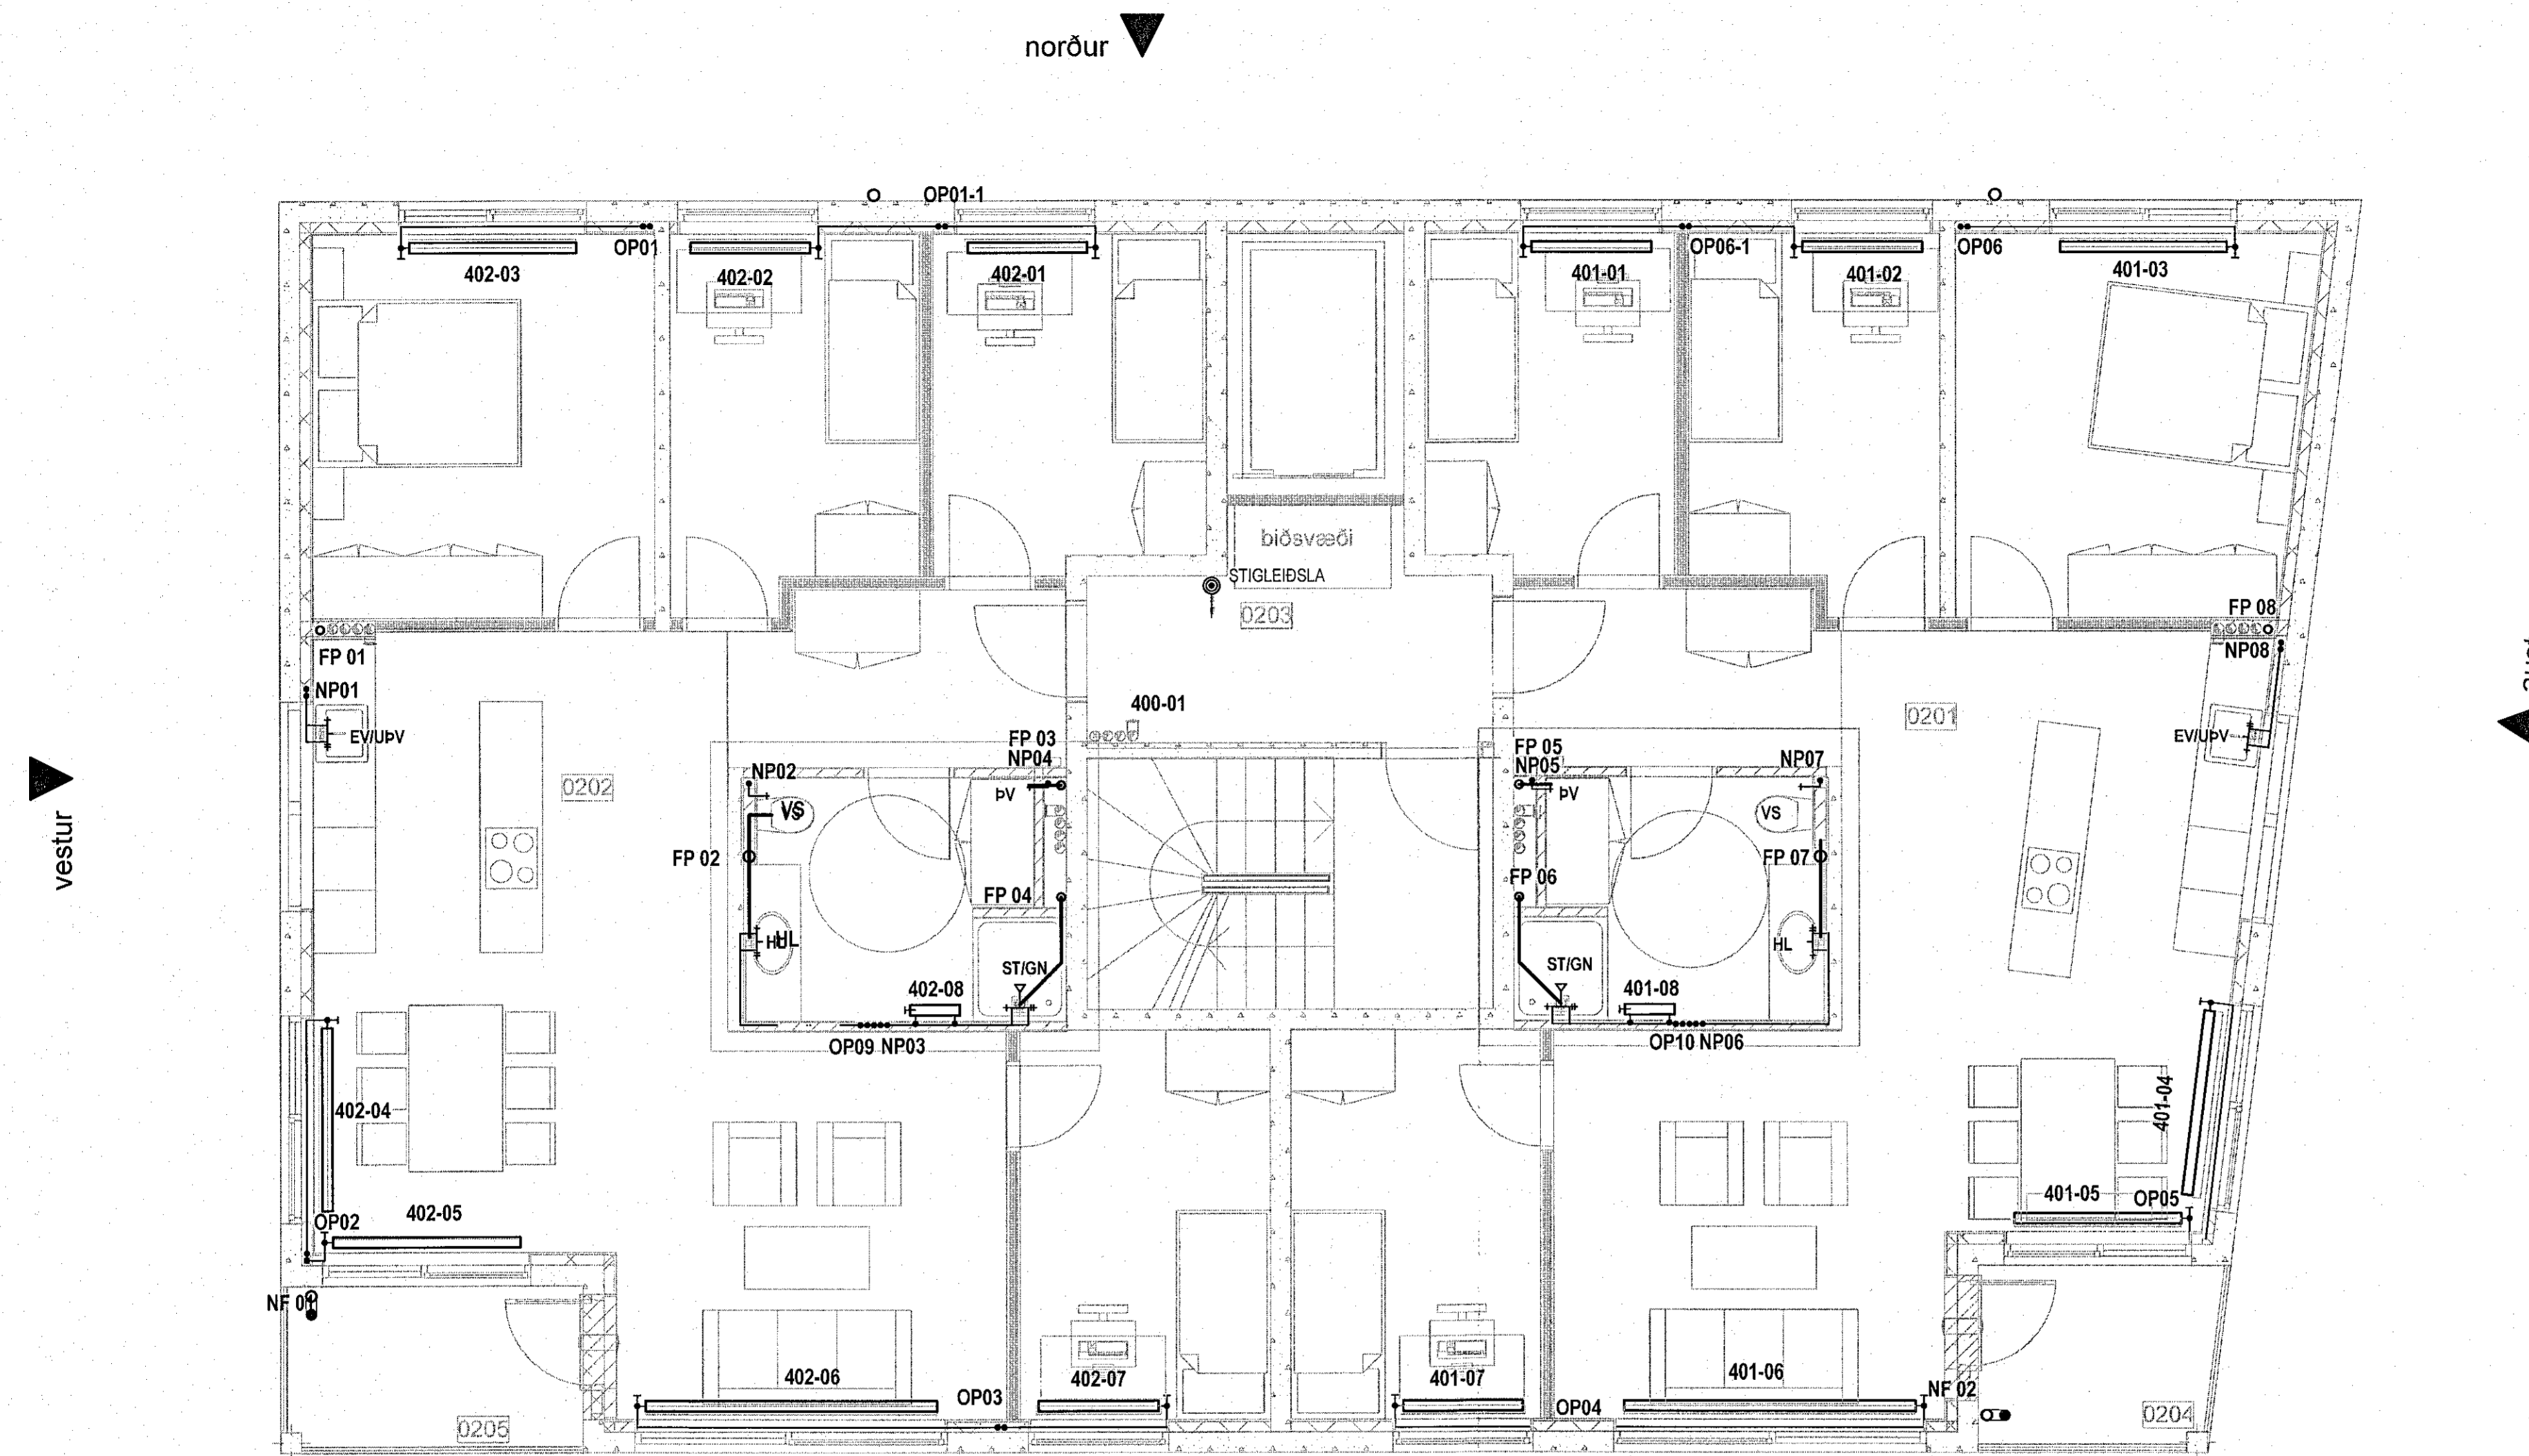 norður
OP01-1
OP01
402-03
402-02
402-01
401-01
OP06-1
401-02
OP06
401-03
biðsvæði
STIGLEIÐSLA
0203
FP 01
NP01
EV/UÞV
0202
vestur
400-01
FP 03
NP04
ÞV
NP02
VS
FP 02
FP 04
HL
ST/GN
402-08
OP09 NP03
FP 05
NP05
ÞV
NP07
VS
FP 07
FP 06
HL
ST/GN
401-08
OP10 NP06
0201
FP 08
NP08
EV/UÞV
402-04
OP02
402-05
401-04
401-05
OP05
NF 01
402-06
OP03
402-07
401-07
OP04
401-06
NF 02
0205
0204